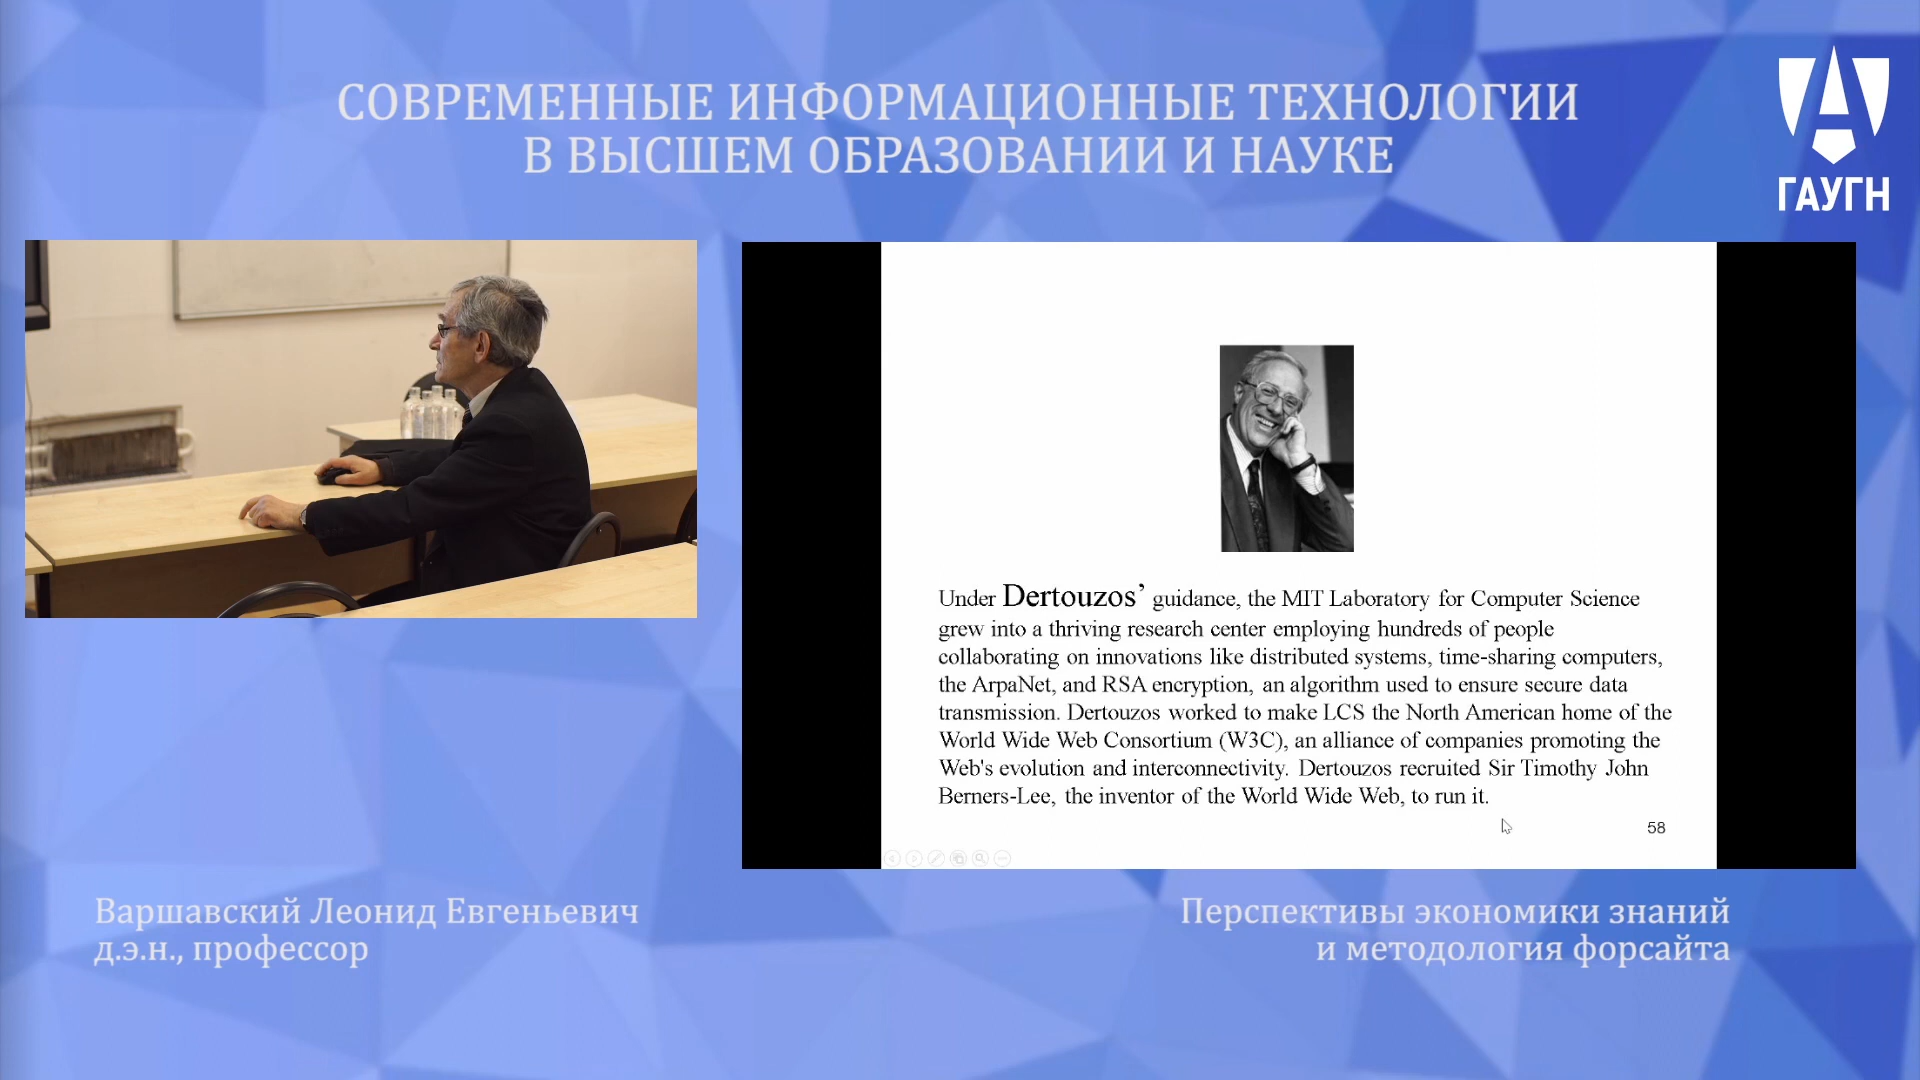 СОВРЕМЕННЫЕ ИНФОРМАЦИОННЫЕ ТЕХНОЛОГИИ
В ВЫСШЕМ ОБРАЗОВАНИИ И НАУКЕ
ГАУГН
Under Dertouzos’ guidance, the MIT Laboratory for Computer Science
grew into a thriving research center employing hundreds of people
collaborating on innovations like distributed systems, time-sharing computers,
the ArpaNet, and RSA encryption, an algorithm used to ensure secure data
transmission. Dertouzos worked to make LCS the North American home of the
World Wide Web Consortium (W3C), an alliance of companies promoting the
Web's evolution and interconnectivity. Dertouzos recruited Sir Timothy John
Berners-Lee, the inventor of the World Wide Web, to run it.
58
Варшавский Леонид Евгеньевич
д.э.н., профессор
Перспективы экономики знаний
и методология форсайта